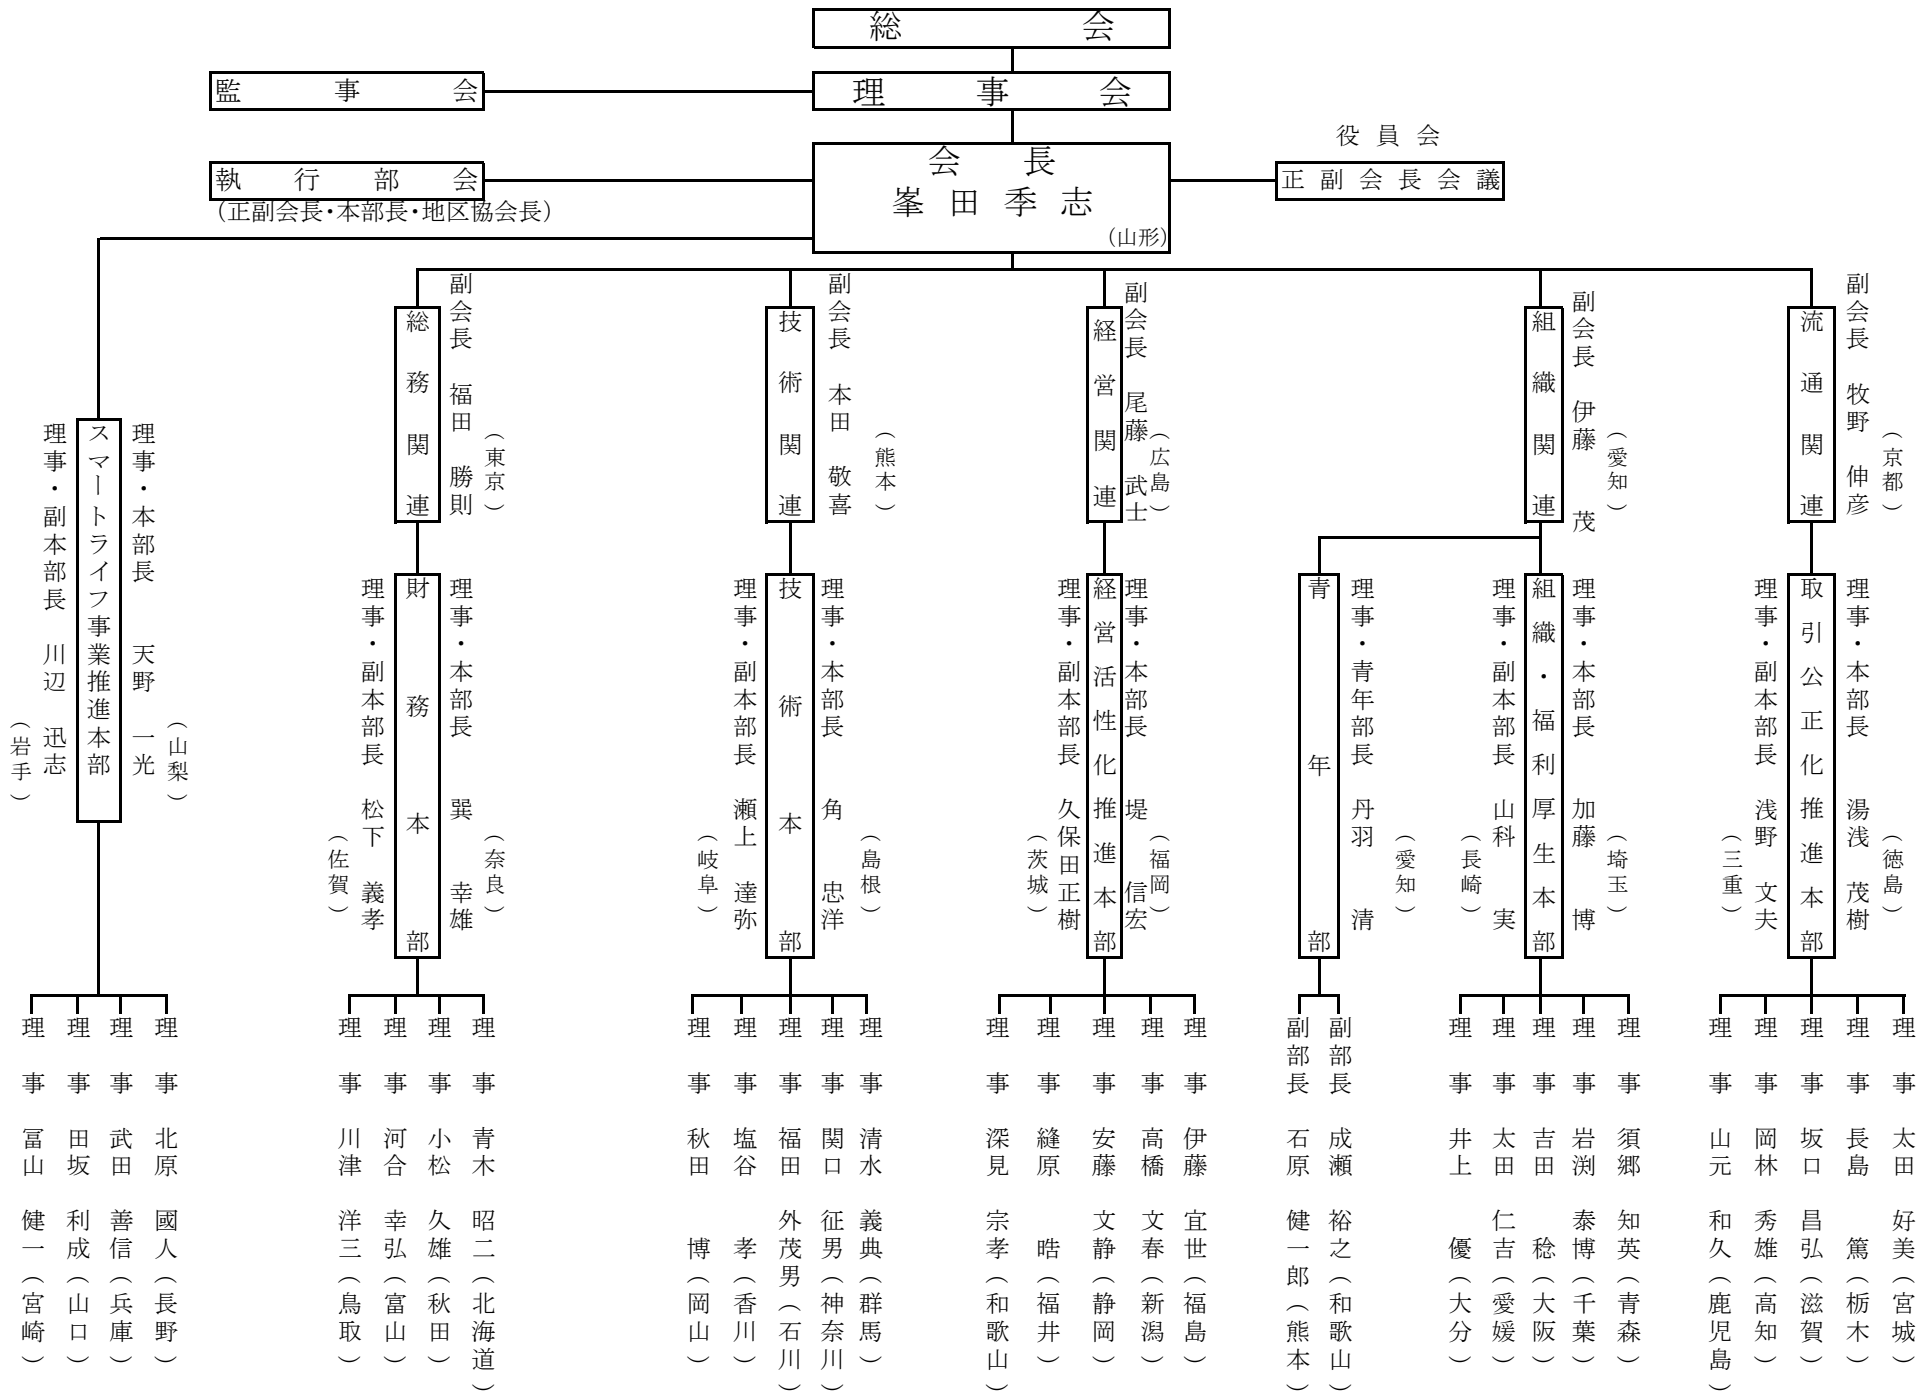 総会
理事会
監事会
会長
峯田季志
(山形)
執行部会
(正副会長・本部長・地区協会長)
役員会
正副会長会議
流通関連
副会長 牧野 伸彦
(京都)
組織関連
副会長 伊藤 茂
(愛知)
経営関連
副会長 尾藤 武士
(広島)
技術関連
副会長 本田 敬喜
(熊本)
総務関連
副会長 福田 勝則
(東京)
理事・本部長 天野 一光
(山梨)
スマートライフ事業推進本部
理事・副本部長 川辺 迅志
(岩手)
理事・本部長 湯浅 茂樹
(徳島)
取引公正化推進本部
理事・副本部長 浅野 文夫
(三重)
理事・本部長 加藤 博
(埼玉)
組織・福利厚生本部
理事・副本部長 山科 実
(長崎)
理事・青年部長 丹羽 清
(愛知)
青年部
理事・本部長 堤 信宏
(福岡)
経営活性化推進本部
理事・副本部長 久保田正樹
(茨城)
理事・本部長 角 忠洋
(島根)
技術本部
理事・副本部長 瀬上 達弥
(岐阜)
理事・本部長 巽 幸雄
(奈良)
財務本部
理事・副本部長 松下 義孝
(佐賀)
理事 太田 好美(宮城)
理事 長島 篤(栃木)
理事 坂口 昌弘(滋賀)
理事 岡林 秀雄(高知)
理事 山元 和久(鹿児島)
理事 須郷 知英(青森)
理事 岩渕 泰博(千葉)
理事 吉田 稔(大阪)
理事 太田 仁吉(愛媛)
理事 井上 優(大分)
副部長 成瀬 裕之(和歌山)
副部長 石原 健一郎(熊本)
理事 伊藤 宜世(福島)
理事 高橋 文春(新潟)
理事 安藤 文静(静岡)
理事 縫原 晧(福井)
理事 深見 宗孝(和歌山)
理事 清水 義典(群馬)
理事 関口 征男(神奈川)
理事 福田 外茂男(石川)
理事 塩谷 孝(香川)
理事 秋田 博(岡山)
理事 青木 昭二(北海道)
理事 小松 久雄(秋田)
理事 河合 幸弘(富山)
理事 川津 洋三(鳥取)
理事 北原 國人(長野)
理事 武田 善信(兵庫)
理事 田坂 利成(山口)
理事 冨山 健一(宮崎)